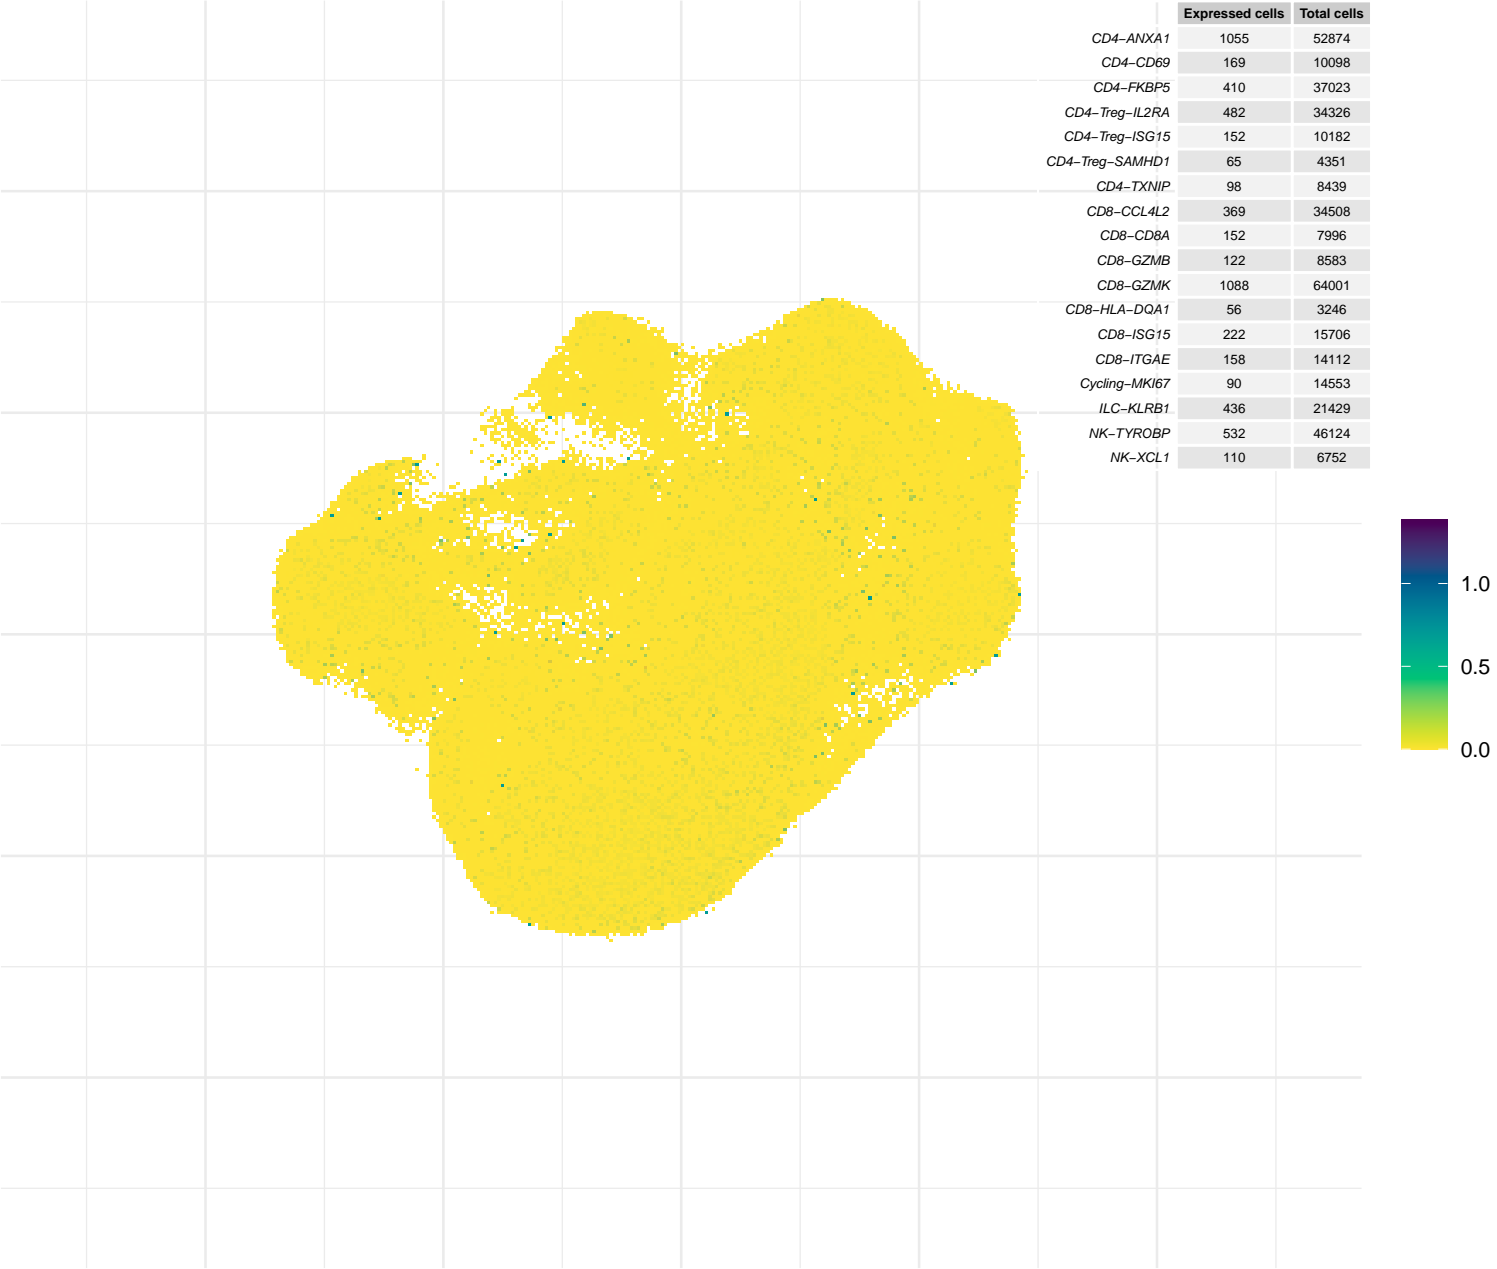 Expressed cells Total cells
CD4−ANXA1 1055 52874
CD4−CD69 169 10098
CD4−FKBP5 410 37023
CD4−Treg−IL2RA 482 34326
CD4−Treg−ISG15 152 10182
CD4−Treg−SAMHD1 65 4351
CD4−TXNIP 98 8439
CD8−CCL4L2 369 34508
CD8−CD8A 152 7996
CD8−GZMB 122 8583
CD8−GZMK 1088 64001
CD8−HLA−DQA1 56 3246
CD8−ISG15 222 15706
CD8−ITGAE 158 14112
Cycling−MKI67 90 14553
ILC−KLRB1 436 21429
NK−TYROBP 532 46124
NK−XCL1 110 6752
1.0
0.5
0.0